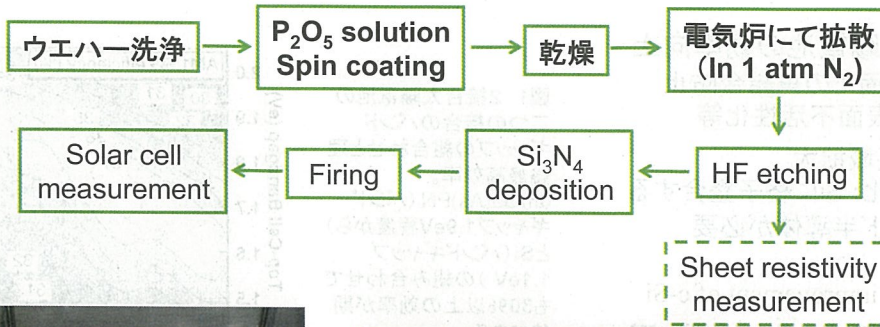 ウエハー洗浄
P₂O₅ solution
Spin coating
乾燥
電気炉にて拡散
(In 1 atm N₂)
Solar cell
measurement
Firing
Si₃N₄
deposition
HF etching
Sheet resistivity
measurement